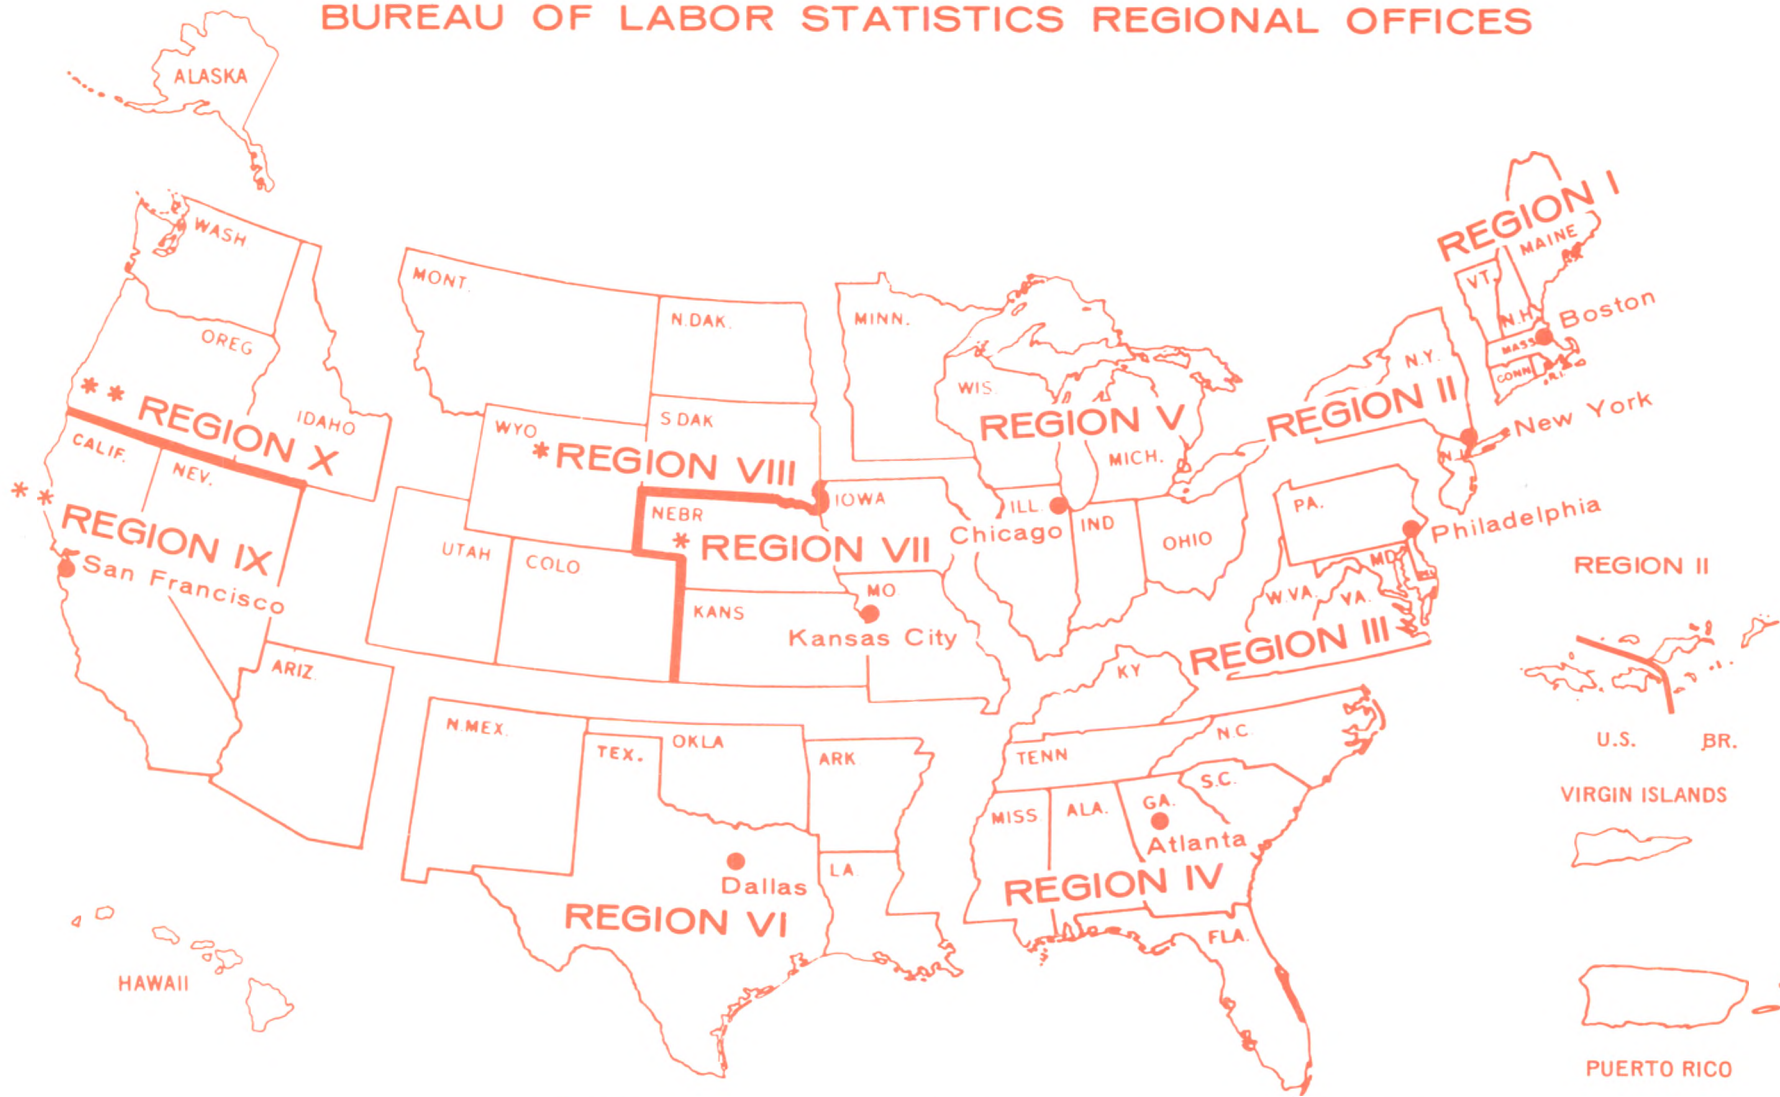 BUREAU OF LABOR STATISTICS REGIONAL OFFICES
ALASKA
REGION I
MAINE
WASH
VT.
MONT.
N.H.
Boston
N.DAK.
MINN.
OREG
MASS
N.Y.
CONN
R.I.
WIS.
* * REGION X
IDAHO
S DAK
WYO
REGION V
REGION II
New York
CALIF.
NEV.
*REGION VIII
MICH.
N.J.
* *
REGION IX
IOWA
NEBR
ILL.
IND
PA.
* REGION VII
Chicago
OHIO
Philadelphia
UTAH
COLO
MD
San Francisco
MO.
W.VA.
VA.
REGION II
KANS
Kansas City
REGION III
ARIZ.
KY
N.MEX.
TEX.
OKLA
ARK
TENN
N.C.
U.S.
BR.
S.C.
VIRGIN ISLANDS
MISS
ALA.
GA.
Atlanta
LA.
Dallas
REGION IV
REGION VI
FLA.
HAWAII
PUERTO RICO